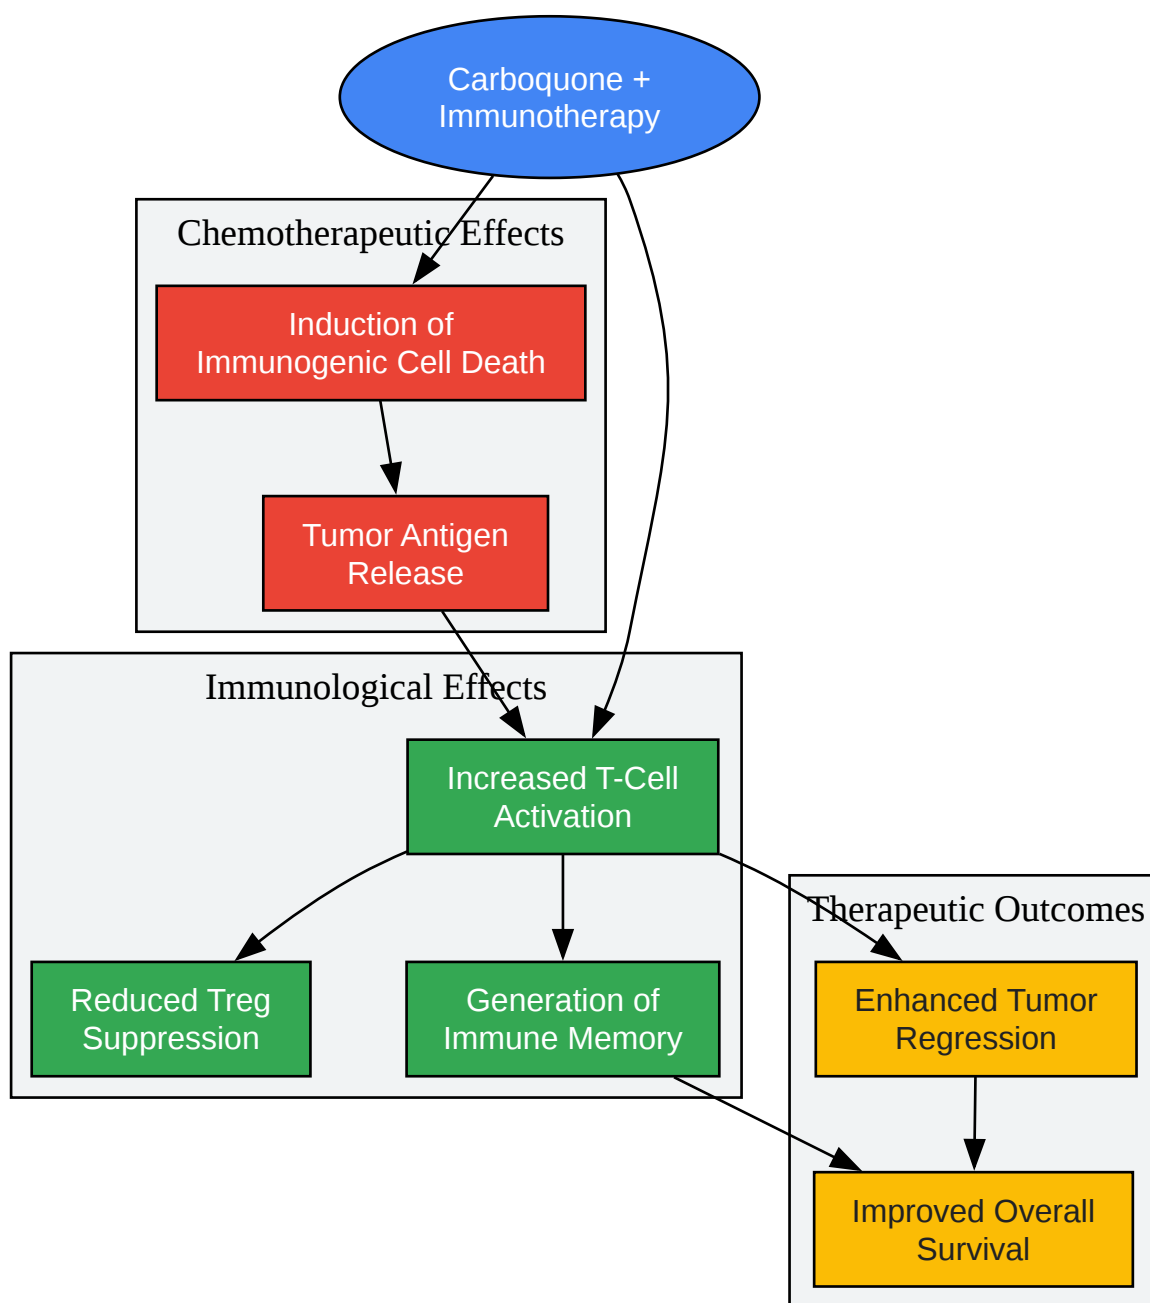 Carboquone +
Immunotherapy
Chemotherapeutic Effects
Induction of
Immunogenic Cell Death
Tumor Antigen
Release
Immunological Effects
Increased T-Cell
Activation
Reduced Treg
Suppression
Generation of
Immune Memory
Therapeutic Outcomes
Enhanced Tumor
Regression
Improved Overall
Survival